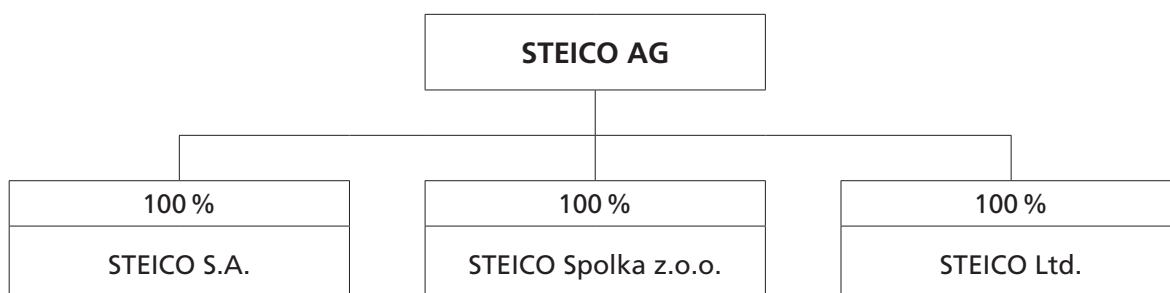 STEICO AG
100 %
100 %
100 %
STEICO S.A.
STEICO Spolka z.o.o.
STEICO Ltd.